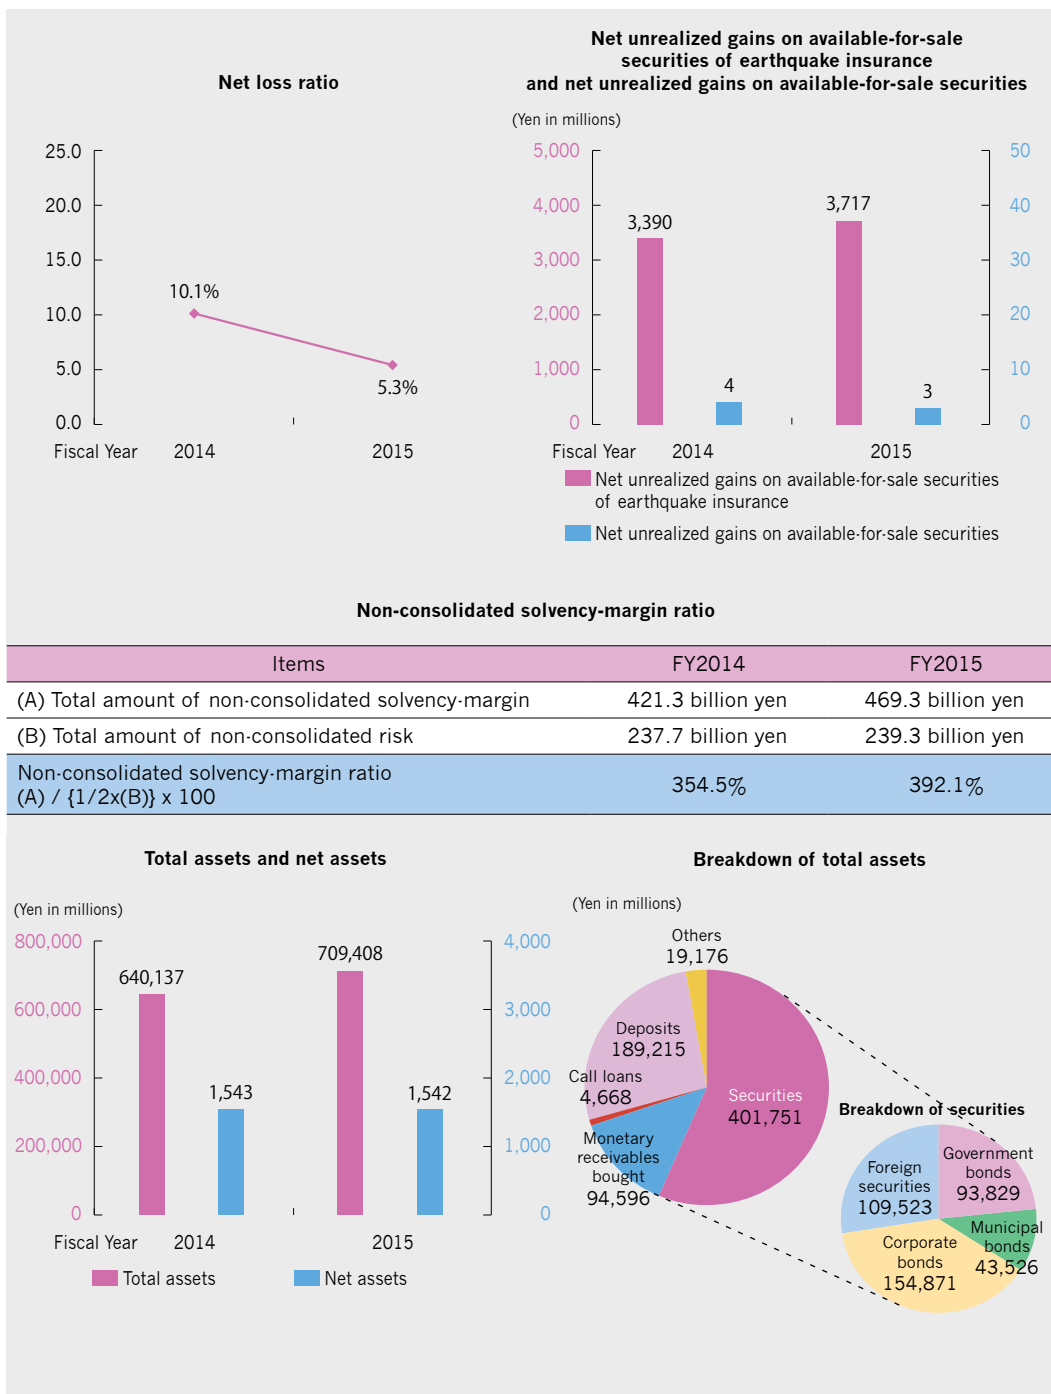 Net loss ratio
25.0
20.0
15.0
10.0
5.0
0.0
10.1%
5.3%
Fiscal Year 2014 2015
Net unrealized gains on available-for-sale
securities of earthquake insurance
and net unrealized gains on available-for-sale securities
(Yen in millions)
5,000 50
4,000 40
3,000 30
2,000 20
1,000 10
0 0
3,390
4
3,717
3
Fiscal Year 2014 2015
Net unrealized gains on available-for-sale securities
of earthquake insurance
Net unrealized gains on available-for-sale securities
Non-consolidated solvency-margin ratio
Items FY2014 FY2015
(A) Total amount of non-consolidated solvency-margin 421.3 billion yen 469.3 billion yen
(B) Total amount of non-consolidated risk 237.7 billion yen 239.3 billion yen
Non-consolidated solvency-margin ratio
(A) / {1/2x(B)} x 100 354.5% 392.1%
Total assets and net assets
(Yen in millions)
800,000 4,000
600,000 3,000
400,000 2,000
200,000 1,000
0 0
640,137
1,543
709,408
1,542
Fiscal Year 2014 2015
Total assets Net assets
Breakdown of total assets
(Yen in millions)
Others
19,176
Deposits
189,215
Call loans
4,668
Monetary
receivables
bought
94,596
Securities
401,751
Breakdown of securities
Government
bonds
93,829
Municipal
bonds
43,526
Corporate
bonds
154,871
Foreign
securities
109,523